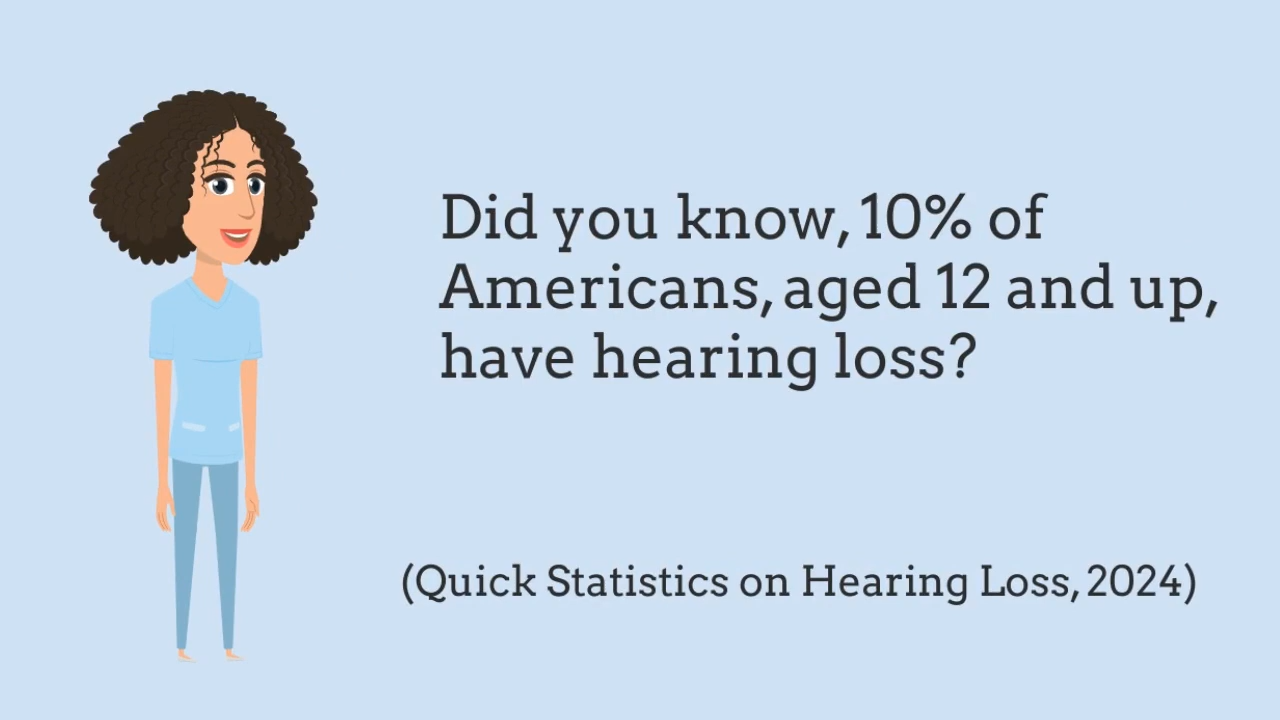 Did you know, 10% of
Americans, aged 12 and up,
have hearing loss?
(Quick Statistics on Hearing Loss, 2024)